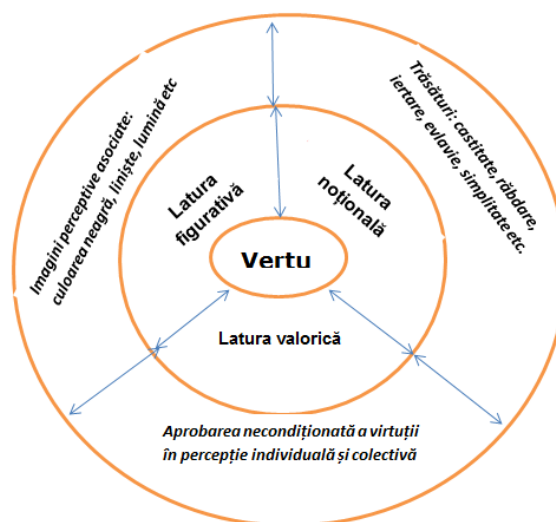 Imagini perceptive asociate:
culoarea neagră, liniște, lumină etc
Trăsături: castitate, răbdare,
iertare, evlavie, simplitate etc.
Latura
figurativă
Latura
noțională
Vertu
Latura valorică
Aprobarea necondiționată a virtuții
în percepție individuală și colectivă